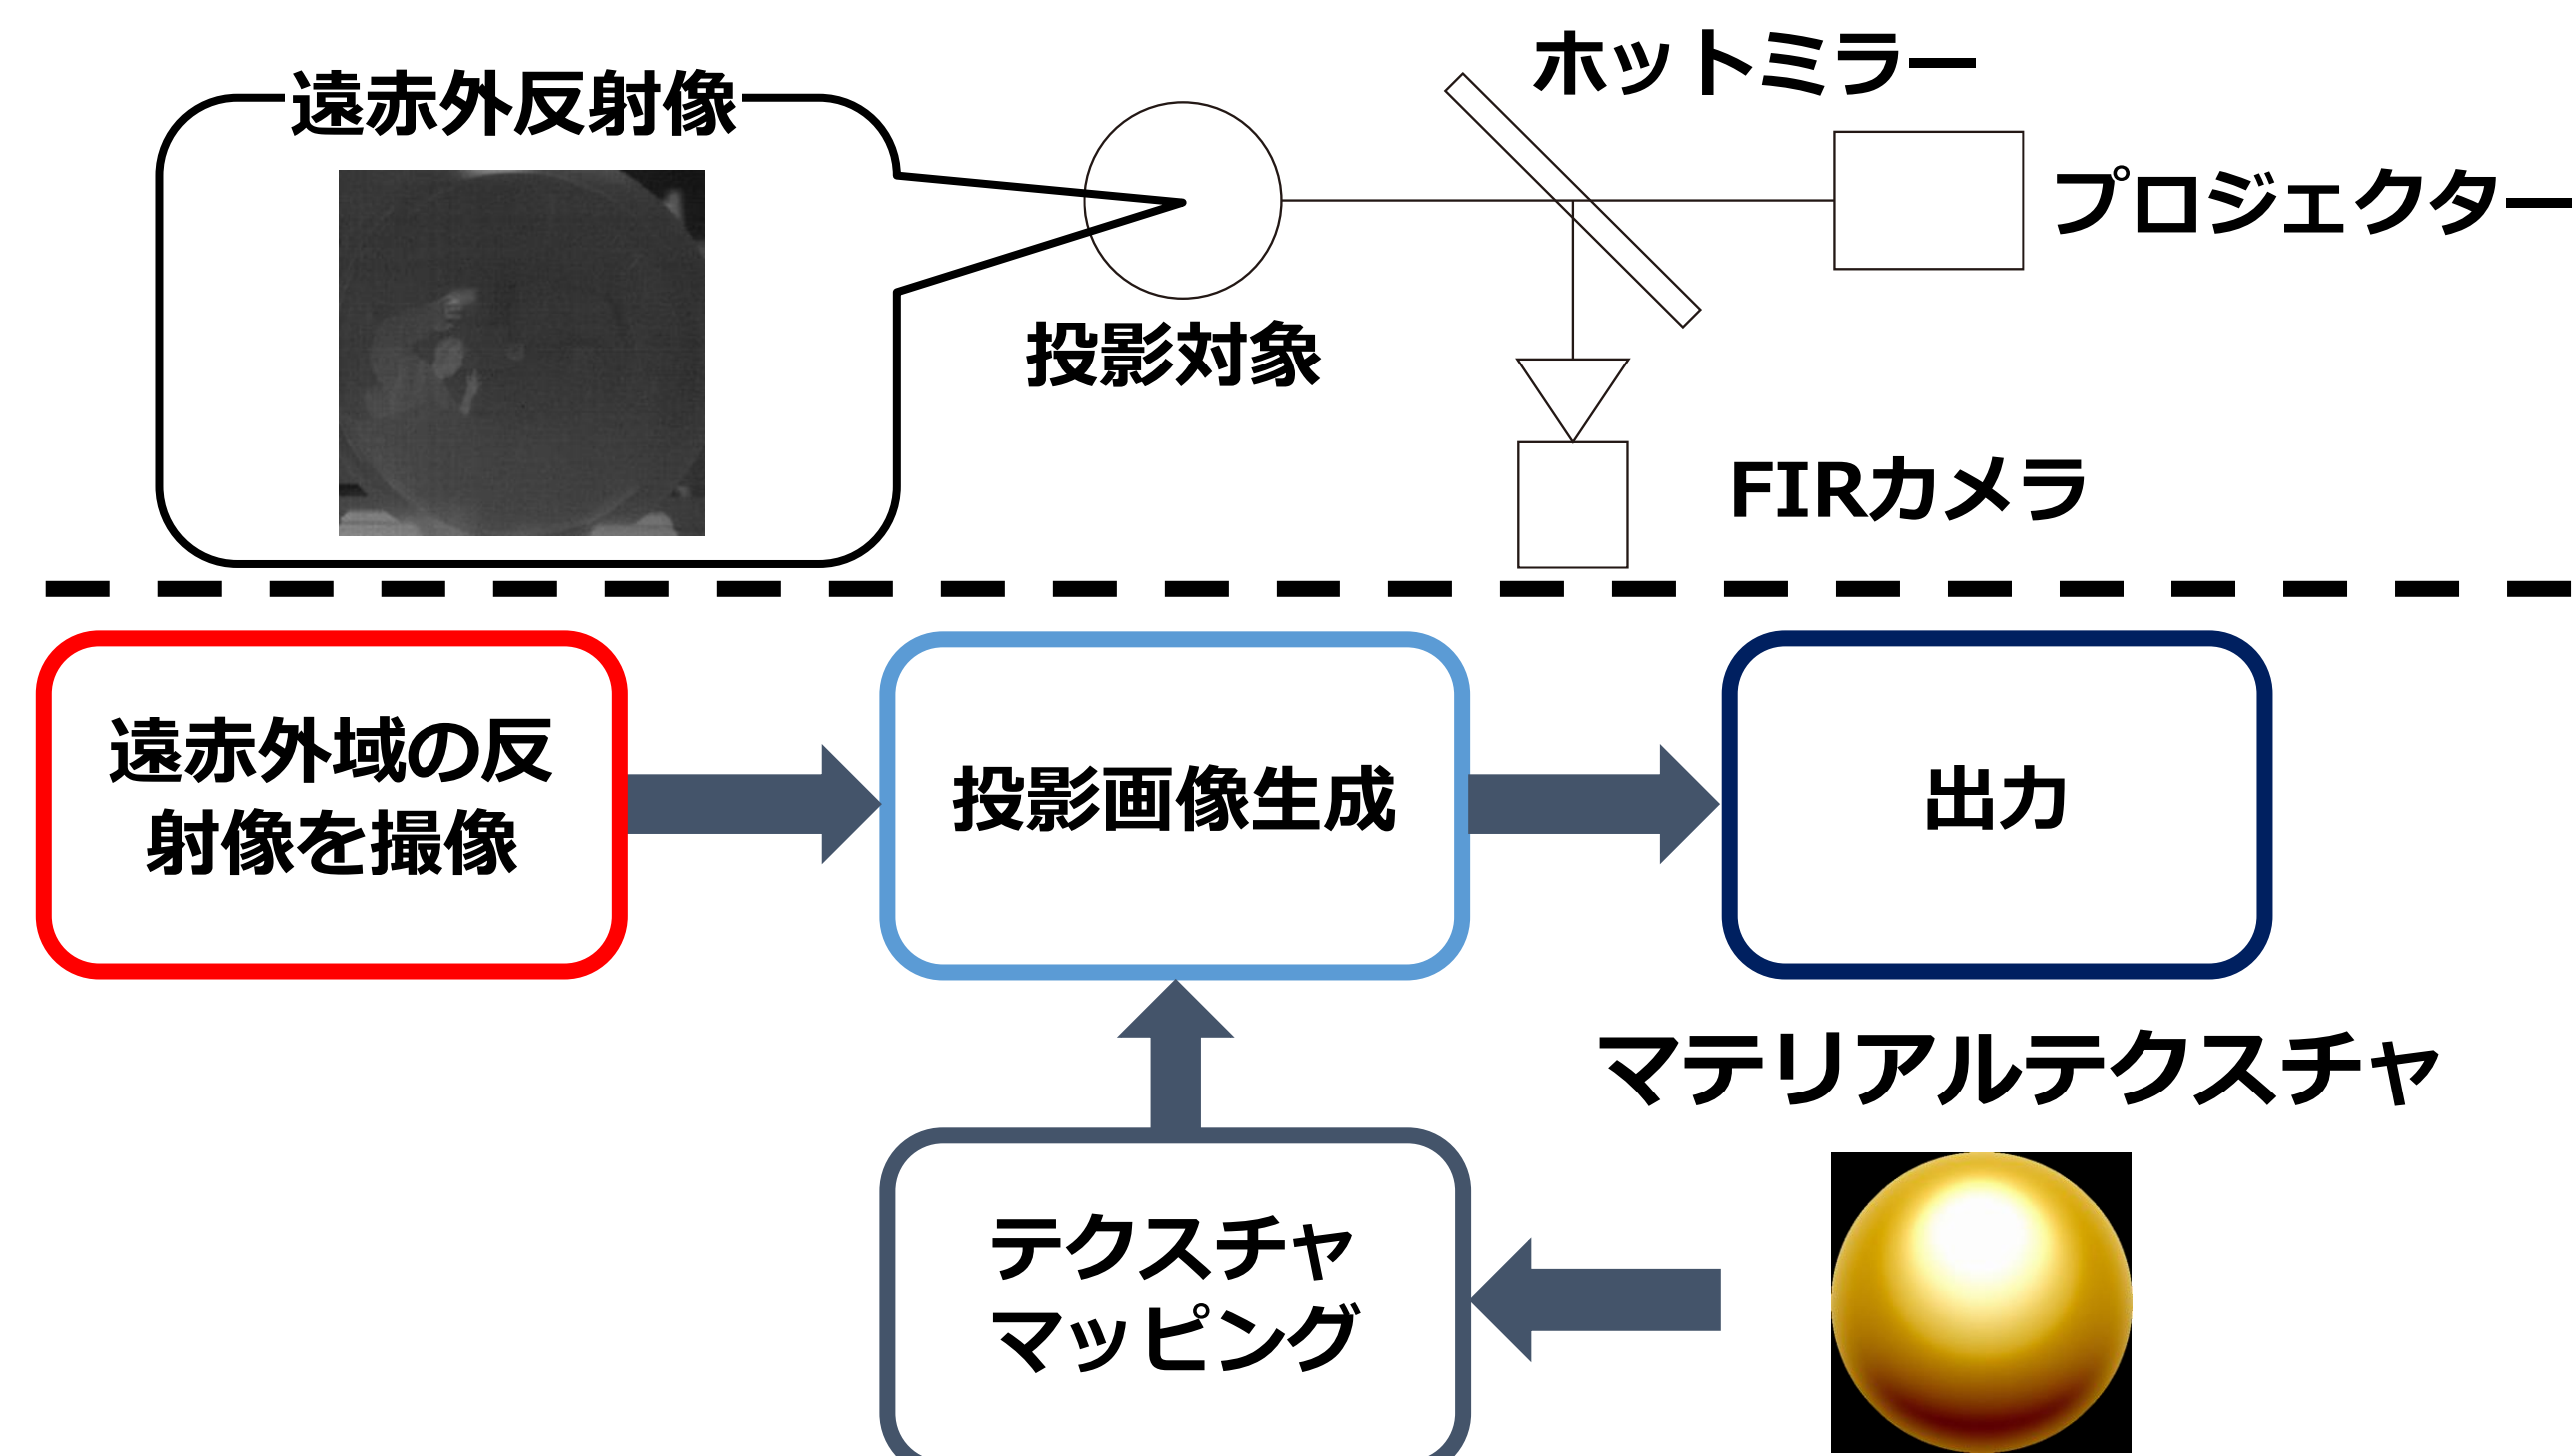 ホットミラー
遠赤外反射像
プロジェクター
投影対象
FIRカメラ
遠赤外域の反
射像を撮像
投影画像生成
出力
マテリアルテクスチャ
テクスチャ
マッピング